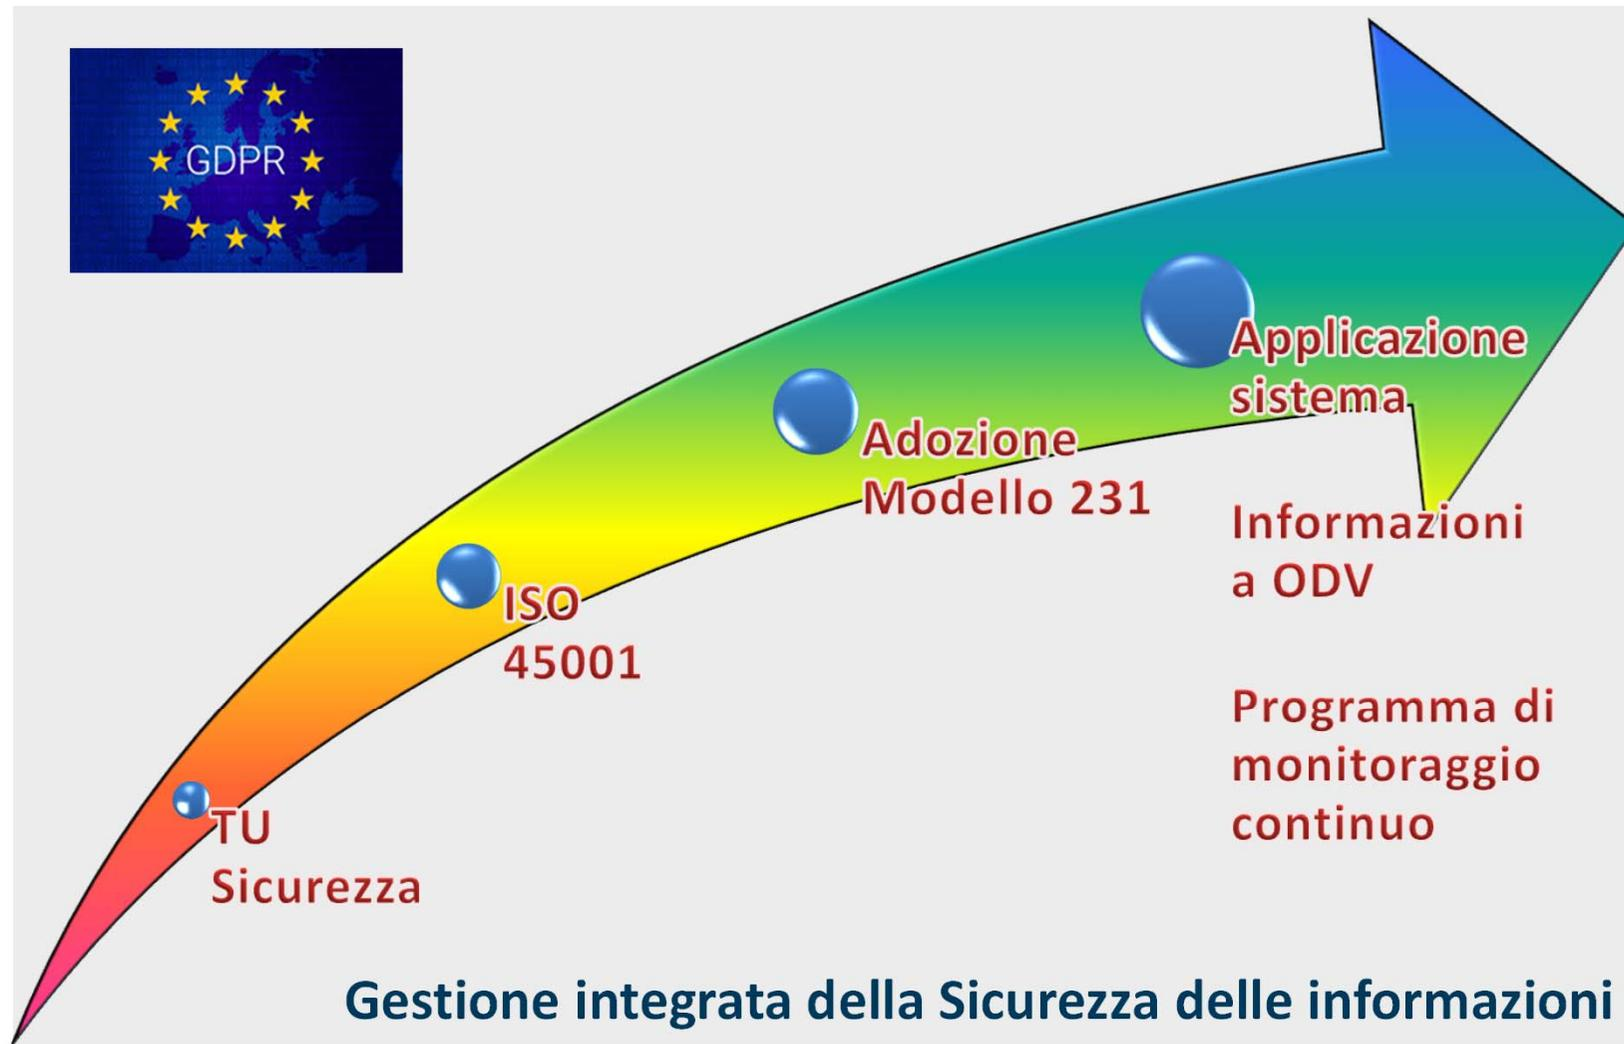 GDPR
Applicazione
sistema
Adozione
Modello 231
Informazioni
a ODV
ISO
45001
Programma di
monitoraggio
continuo
TU
Sicurezza
Gestione integrata della Sicurezza delle informazioni